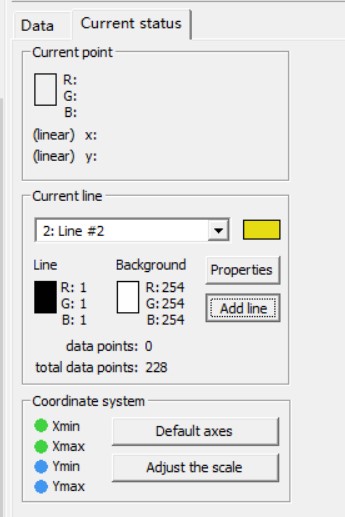 Data
Current status
Current point
R:
G:
B:
(linear) x:
(linear) y:
Current line
2: Line #2
Line
Background
Properties
R: 1
G: 1
B: 1
R: 254
G: 254
B: 254
Add line
data points: 0
total data points: 228
Coordinate system
Xmin
Xmax
Ymin
Ymax
Default axes
Adjust the scale